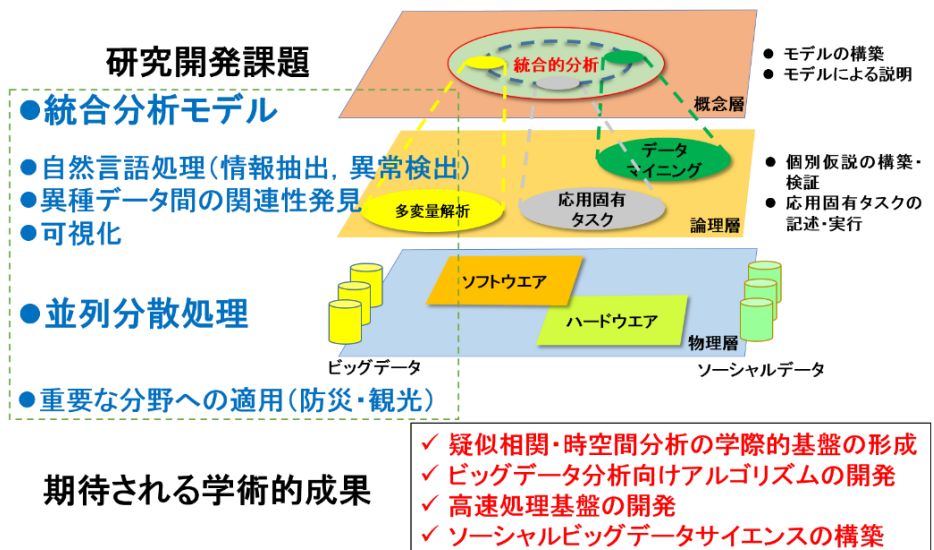 研究開発課題
●統合分析モデル
●自然言語処理(情報抽出, 異常検出)
●異種データ間の関連性発見
●可視化
●並列分散処理
●重要な分野への適用(防災・観光)
統合的分析
概念層
● モデルの構築
● モデルによる説明
データ
マイニング
多変量解析
応用固有
タスク
論理層
● 個別仮説の構築・
検証
● 応用固有タスクの
記述・実行
ソフトウエア
ハードウエア
物理層
ビッグデータ
ソーシャルデータ
期待される学術的成果
✓ 疑似相関・時空間分析の学際的基盤の形成
✓ ビッグデータ分析向けアルゴリズムの開発
✓ 高速処理基盤の開発
✓ ソーシャルビッグデータサイエンスの構築